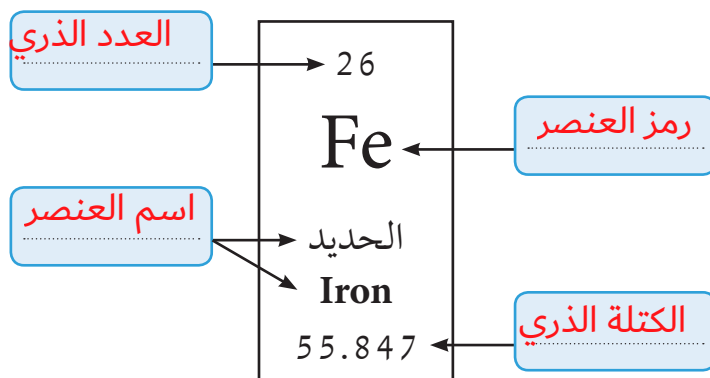 العدد الذري
26
Fe
رمز العنصر
اسم العنصر
الحديد
Iron
55.847
الكتلة الذري